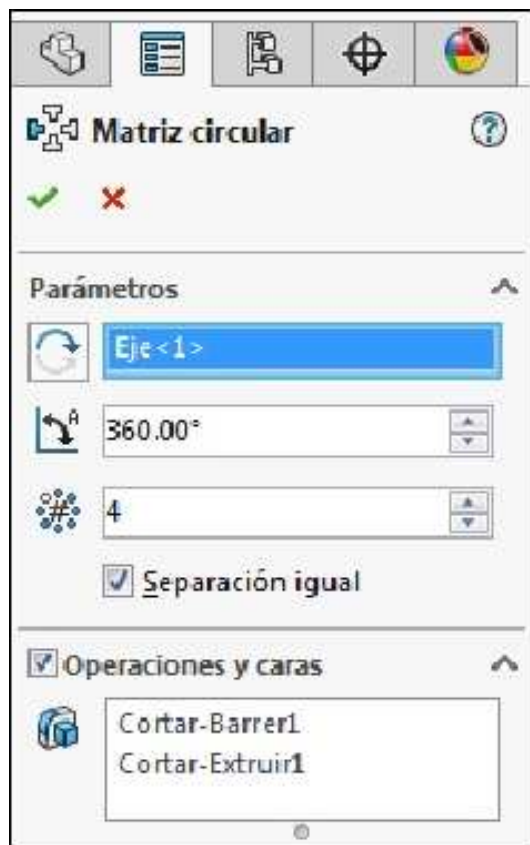 Matriz circular
Parámetros
Eje<1>
A
360.00°
#
4
Separación igual
Operaciones y caras
Cortar-Barrer1
Cortar-Extruir1